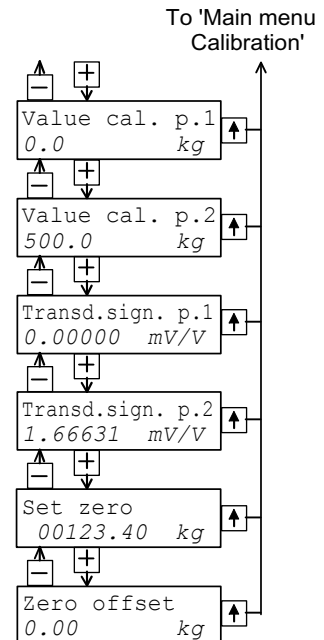 To 'Main menu
Calibration'
+
−
Value cal. p.1
0.0 kg
+
−
Value cal. p.2
500.0 kg
+
−
Transd.sign. p.1
0.00000 mV/V
+
−
Transd.sign. p.2
1.66631 mV/V
+
−
Set zero
00123.40 kg
+
−
Zero offset
0.00 kg